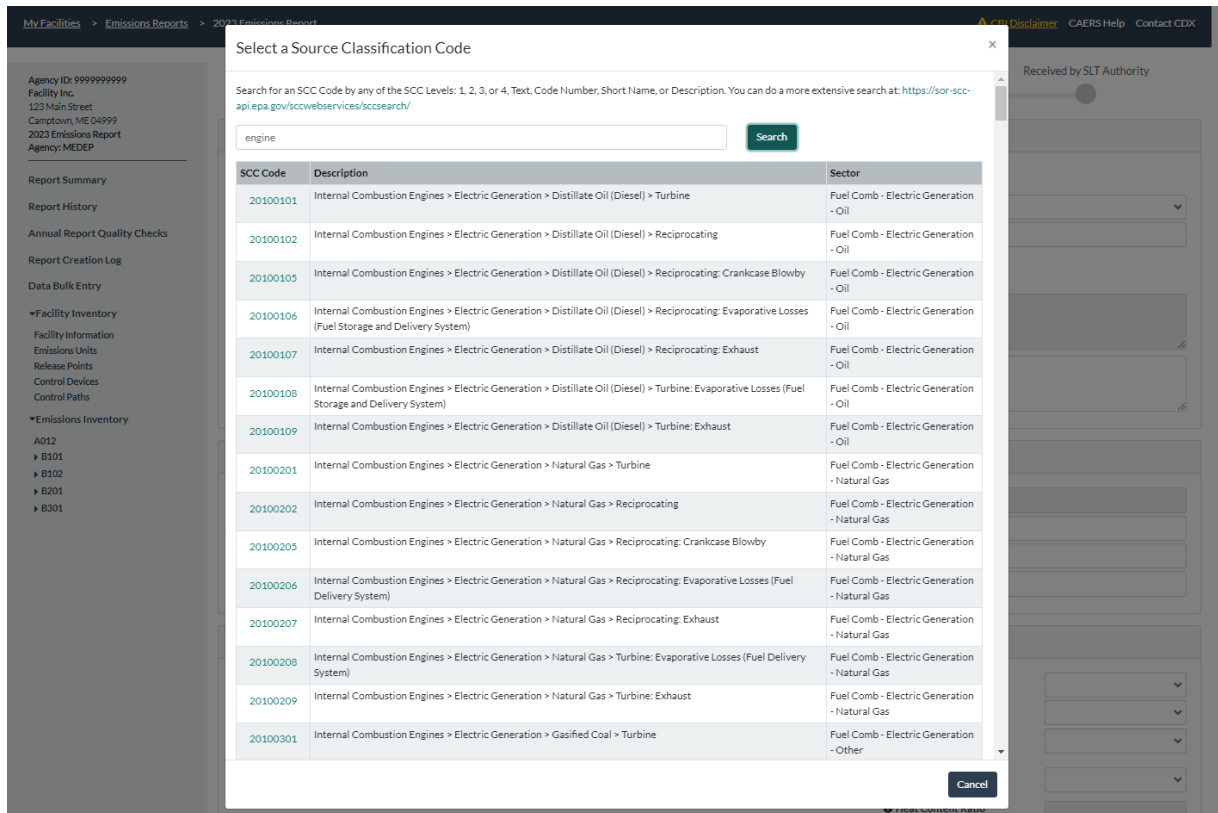 My Facilities > Emissions Reports > 2023 Emissions Report
CBI Disclaimer CAERS Help Contact CDX
Agency ID: 9999999999
Facility Inc.
123 Main Street
Camptown, ME 04999
2023 Emissions Report
Agency: MEDEP
Report Summary
Report History
Annual Report Quality Checks
Report Creation Log
Data Bulk Entry
Facility Inventory
Facility Information
Emissions Units
Release Points
Control Devices
Control Paths
Emissions Inventory
A012
B101
B102
B201
B301
Received by SLT Authority
Select a Source Classification Code ×
Search for an SCC Code by any of the SCC Levels: 1, 2, 3, or 4, Text, Code Number, Short Name, or Description. You can do a more extensive search at: https://sor-scc-
api.epa.gov/sccwebservices/sccsearch/
engine Search
SCC Code Description Sector
20100101 Internal Combustion Engines > Electric Generation > Distillate Oil (Diesel) > Turbine Fuel Comb - Electric Generation
- Oil
20100102 Internal Combustion Engines > Electric Generation > Distillate Oil (Diesel) > Reciprocating Fuel Comb - Electric Generation
- Oil
20100105 Internal Combustion Engines > Electric Generation > Distillate Oil (Diesel) > Reciprocating: Crankcase Blowby Fuel Comb - Electric Generation
- Oil
20100106 Internal Combustion Engines > Electric Generation > Distillate Oil (Diesel) > Reciprocating: Evaporative Losses Fuel Comb - Electric Generation
(Fuel Storage and Delivery System) - Oil
20100107 Internal Combustion Engines > Electric Generation > Distillate Oil (Diesel) > Reciprocating: Exhaust Fuel Comb - Electric Generation
- Oil
20100108 Internal Combustion Engines > Electric Generation > Distillate Oil (Diesel) > Turbine: Evaporative Losses (Fuel Fuel Comb - Electric Generation
Storage and Delivery System) - Oil
20100109 Internal Combustion Engines > Electric Generation > Distillate Oil (Diesel) > Turbine: Exhaust Fuel Comb - Electric Generation
- Oil
20100201 Internal Combustion Engines > Electric Generation > Natural Gas > Turbine Fuel Comb - Electric Generation
- Natural Gas
20100202 Internal Combustion Engines > Electric Generation > Natural Gas > Reciprocating Fuel Comb - Electric Generation
- Natural Gas
20100205 Internal Combustion Engines > Electric Generation > Natural Gas > Reciprocating: Crankcase Blowby Fuel Comb - Electric Generation
- Natural Gas
20100206 Internal Combustion Engines > Electric Generation > Natural Gas > Reciprocating: Evaporative Losses (Fuel Fuel Comb - Electric Generation
Delivery System) - Natural Gas
20100207 Internal Combustion Engines > Electric Generation > Natural Gas > Reciprocating: Exhaust Fuel Comb - Electric Generation
- Natural Gas
20100208 Internal Combustion Engines > Electric Generation > Natural Gas > Turbine: Evaporative Losses (Fuel Delivery Fuel Comb - Electric Generation
System) - Natural Gas
20100209 Internal Combustion Engines > Electric Generation > Natural Gas > Turbine: Exhaust Fuel Comb - Electric Generation
- Natural Gas
20100301 Internal Combustion Engines > Electric Generation > Gasified Coal > Turbine Fuel Comb - Electric Generation
- Other
Cancel
Heat Content Ratio